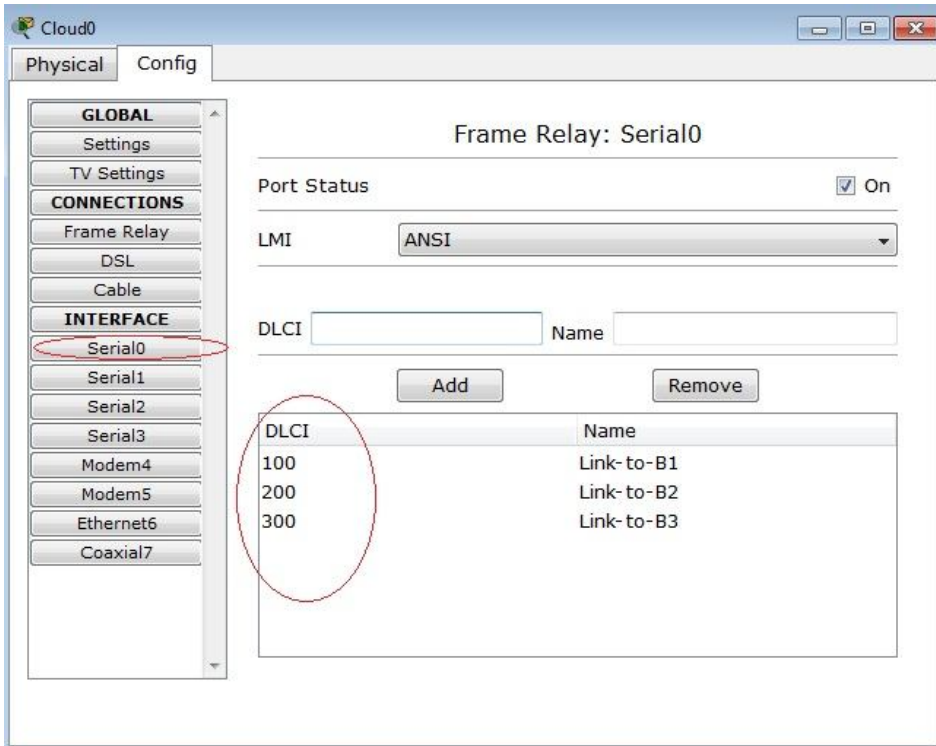 Cloud0
Physical Config
GLOBAL
Settings
TV Settings
CONNECTIONS
Frame Relay
DSL
Cable
INTERFACE
Serial0
Serial1
Serial2
Serial3
Modem4
Modem5
Ethernet6
Coaxial7
Frame Relay: Serial0
Port Status On
LMI ANSI
DLCI Name
Add Remove
DLCI Name
100 Link-to-B1
200 Link-to-B2
300 Link-to-B3